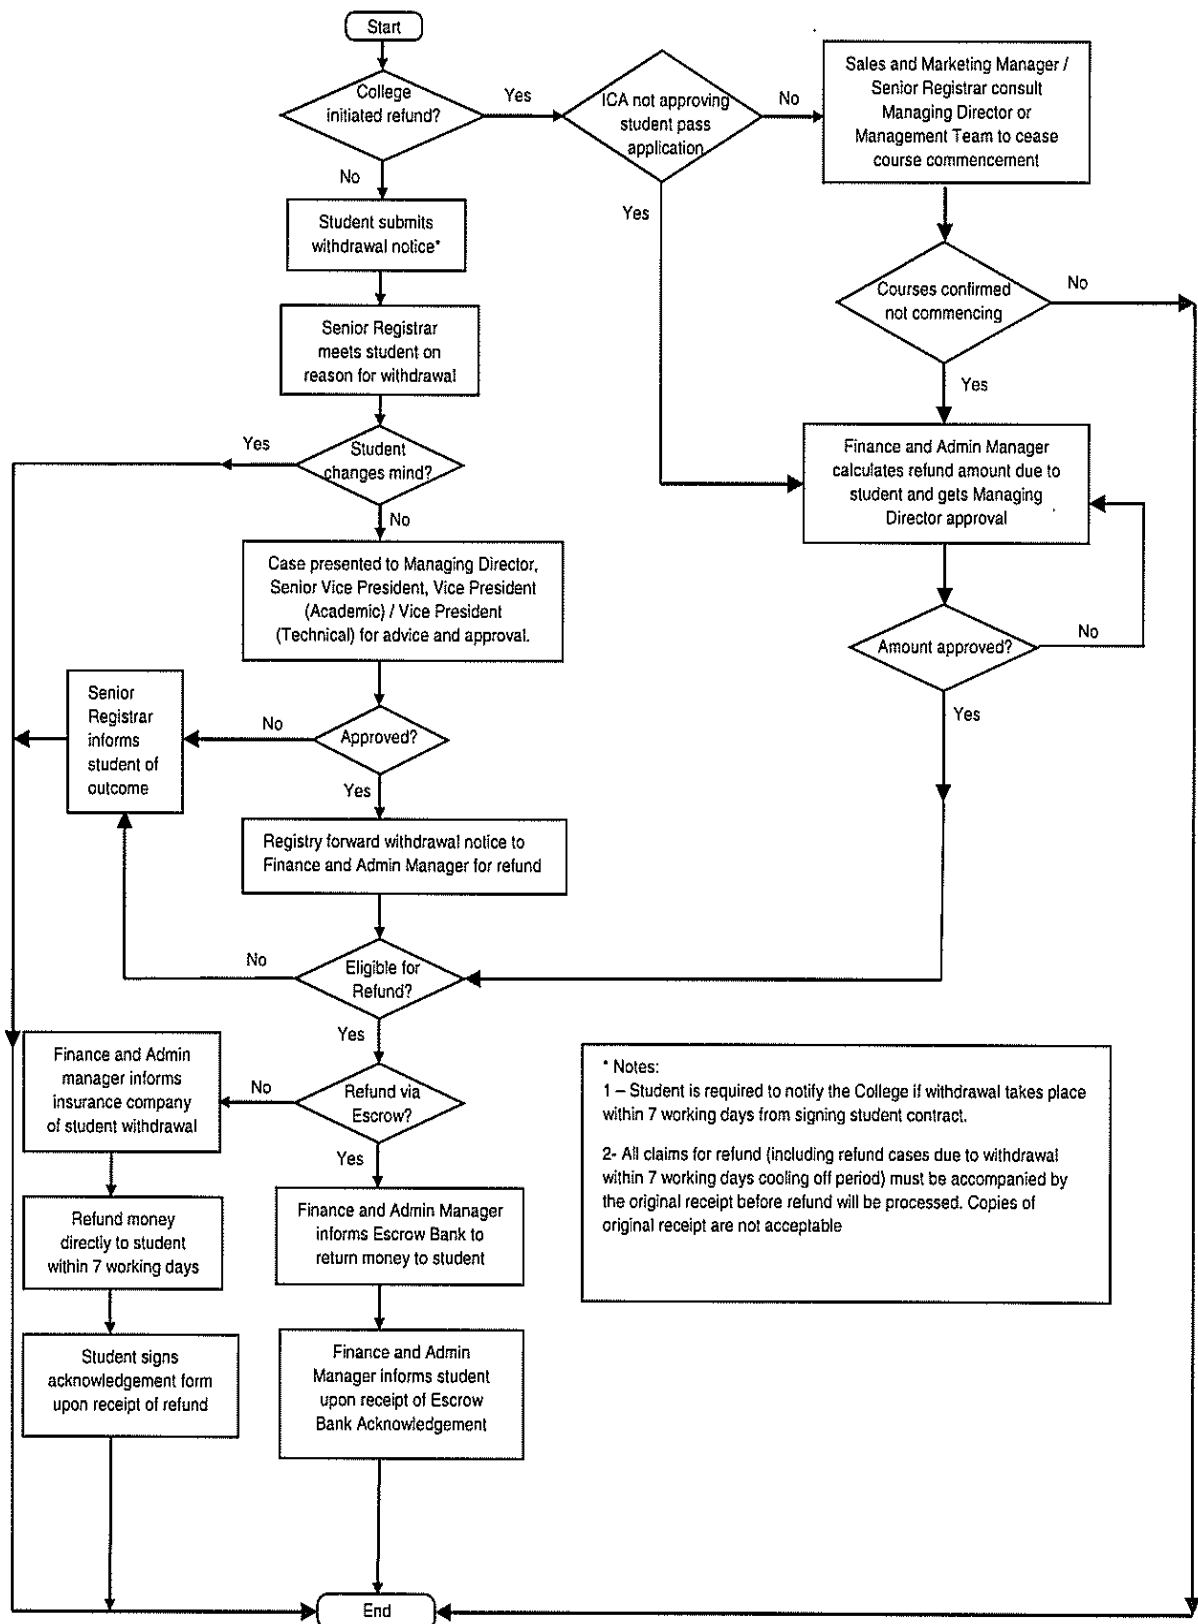 Start
College
initiated refund?
Yes
ICA not approving
student pass
application
No
Sales and Marketing Manager /
Senior Registrar consult
Managing Director or
Management Team to cease
course commencement
No
Yes
Student submits
withdrawal notice*
Courses confirmed
not commencing
No
Senior Registrar
meets student on
reason for withdrawal
Yes
Yes
Student
changes mind?
Finance and Admin Manager
calculates refund amount due to
student and gets Managing
Director approval
No
Case presented to Managing Director,
Senior Vice President, Vice President
(Academic) / Vice President
(Technical) for advice and approval.
Amount approved?
No
Yes
Senior
Registrar
informs
student of
outcome
No
Approved?
Yes
Registry forward withdrawal notice to
Finance and Admin Manager for refund
No
Eligible for
Refund?
Yes
Finance and Admin
manager informs
insurance company
of student withdrawal
No
Refund via
Escrow?
Yes
* Notes:
1 – Student is required to notify the College if withdrawal takes place
within 7 working days from signing student contract.
2- All claims for refund (including refund cases due to withdrawal
within 7 working days cooling off period) must be accompanied by
the original receipt before refund will be processed. Copies of
original receipt are not acceptable
Refund money
directly to student
within 7 working days
Finance and Admin Manager
informs Escrow Bank to
return money to student
Student signs
acknowledgement form
upon receipt of refund
Finance and Admin
Manager informs student
upon receipt of Escrow
Bank Acknowledgement
End